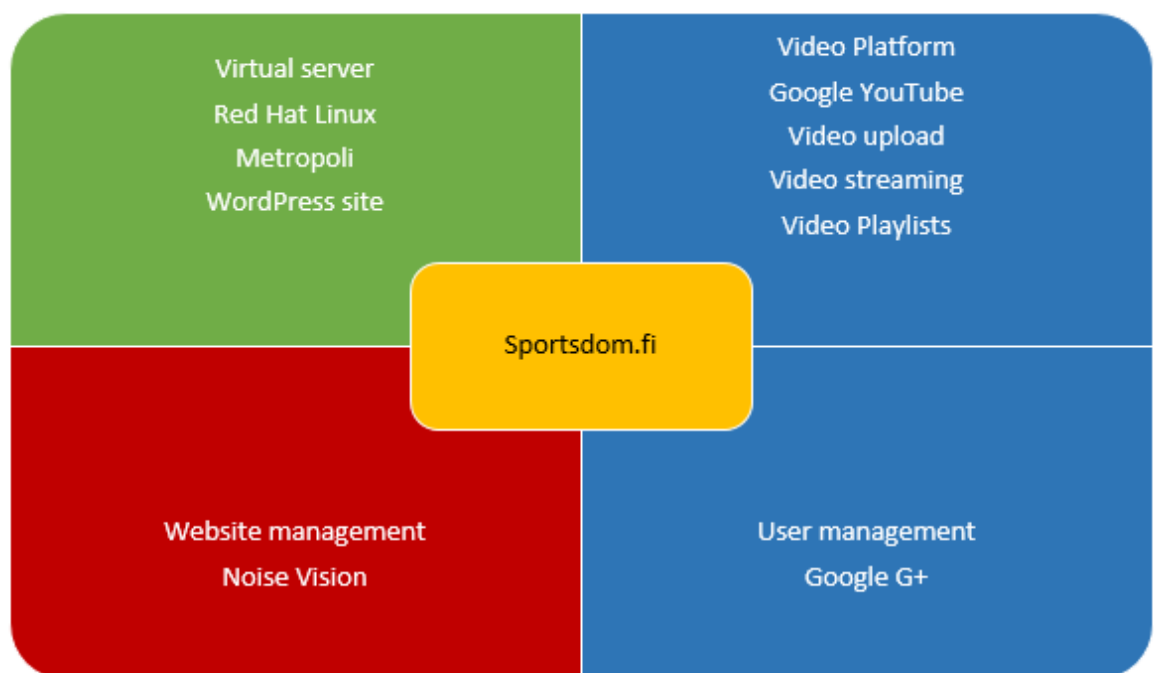 Virtual server
Red Hat Linux
Metropoli
WordPress site
Video Platform
Google YouTube
Video upload
Video streaming
Video Playlists
Sportsdom.fi
Website management
Noise Vision
User management
Google G+